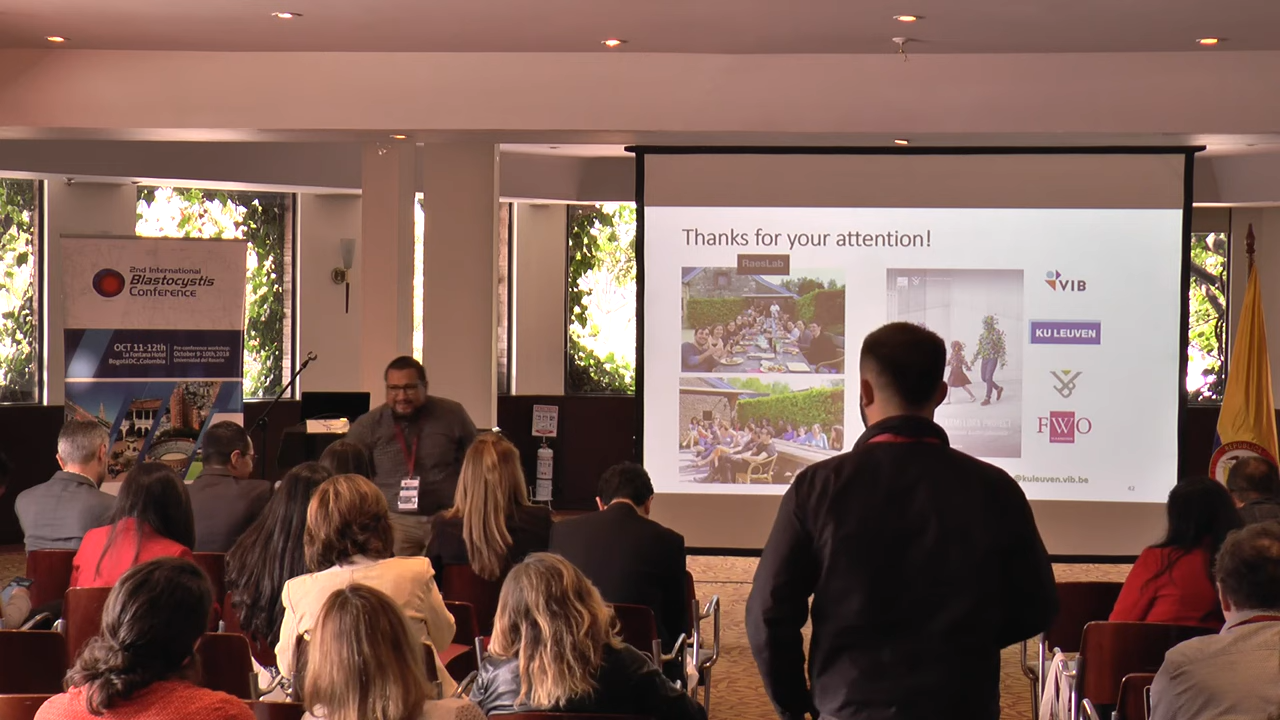 2nd International
Blastocystis
Conference
OCT 11-12th
La Fontana Hotel
Bogotá DC, Colombia
Pre-conference workshop:
October 9-10th, 2018
Universidad del Rosario
Thanks for your attention!
RaesLab
VIB
KU LEUVEN
FWO
@kuleuven.vib.be